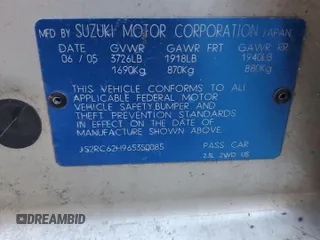 MFD BY SUZUKI MOTOR CORPORATION JAPAN
DATE GVWR GAWR FRT GAWR RR
06 / 05 3726LB 1918LB 1940LB
1690Kg 870Kg 880Kg
THIS VEHICLE CONFORMS TO ALL
APPLICABLE FEDERAL MOTOR
VEHICLE SAFETY,BUMPER AND
THEFT PREVENTION STANDARDS
IN EFFECT ON THE DATE OF
MANUFACTURE SHOWN ABOVE.
PASS CAR
2WD US
DREAMBID